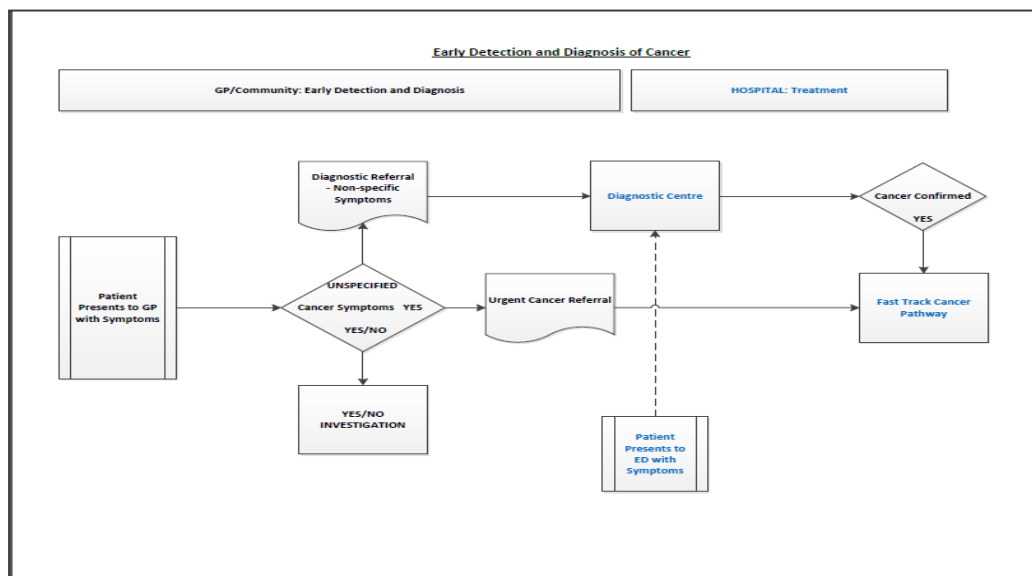 Early Detection and Diagnosis of Cancer
GP/Community: Early Detection and Diagnosis
HOSPITAL: Treatment
Diagnostic Referral
- Non-specific
Symptoms
Diagnostic Centre
Cancer Confirmed
YES
Patient
Presents to GP
with Symptoms
UNSPECIFIED
Cancer Symptoms YES
YES/NO
Urgent Cancer Referral
Fast Track Cancer
Pathway
YES/NO
INVESTIGATION
Patient
Presents to
ED with
Symptoms